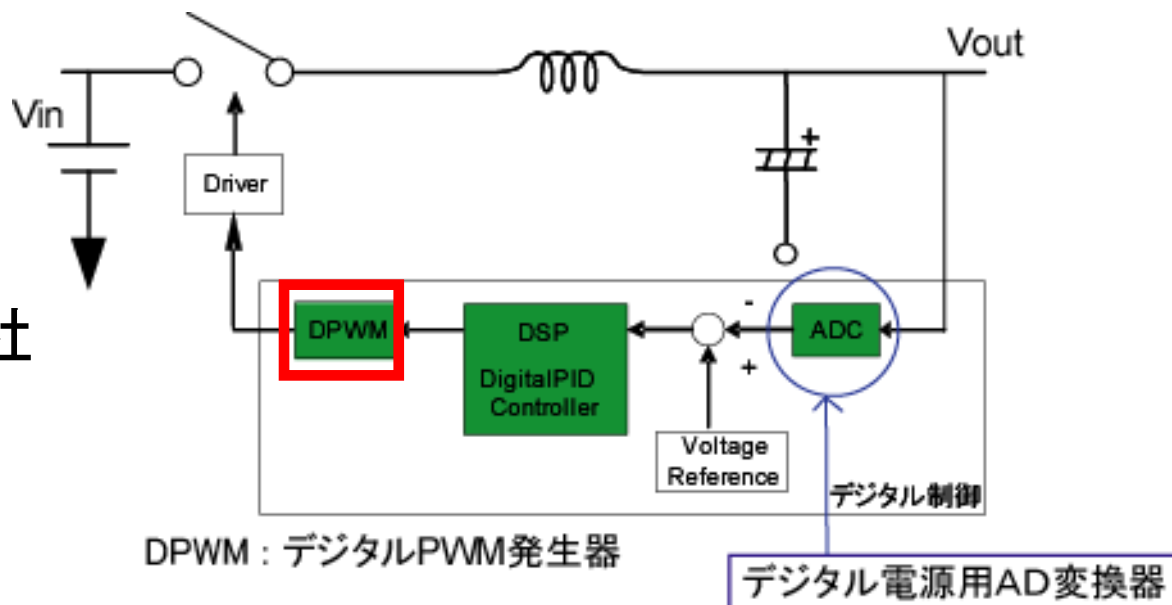 Vout
Vin
+
Driver
社
DPWM
DSP
DigitalPID
Controller
-
+
ADC
Voltage
Reference
デジタル制御
DPWM : デジタルPWM発生器
デジタル電源用AD変換器